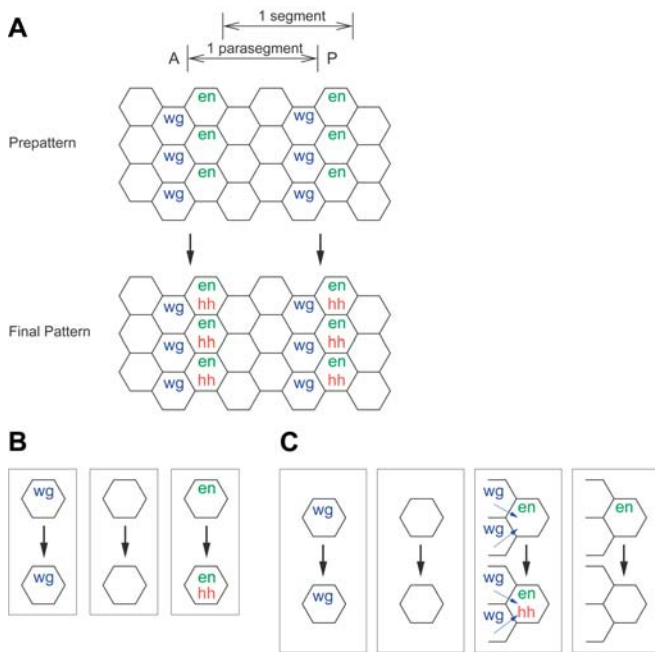 A
1 segment
1 parasegment
A
P
Prepattern
en en
wg wg
en en
wg wg
en en
wg wg
Final Pattern
en en
wg hh wg hh
en en
wg hh wg hh
en en
wg hh wg hh
B
C
wg
en
wg
en
hh
wg
wg
en
wg
en
wg
wg
en
wg
hh